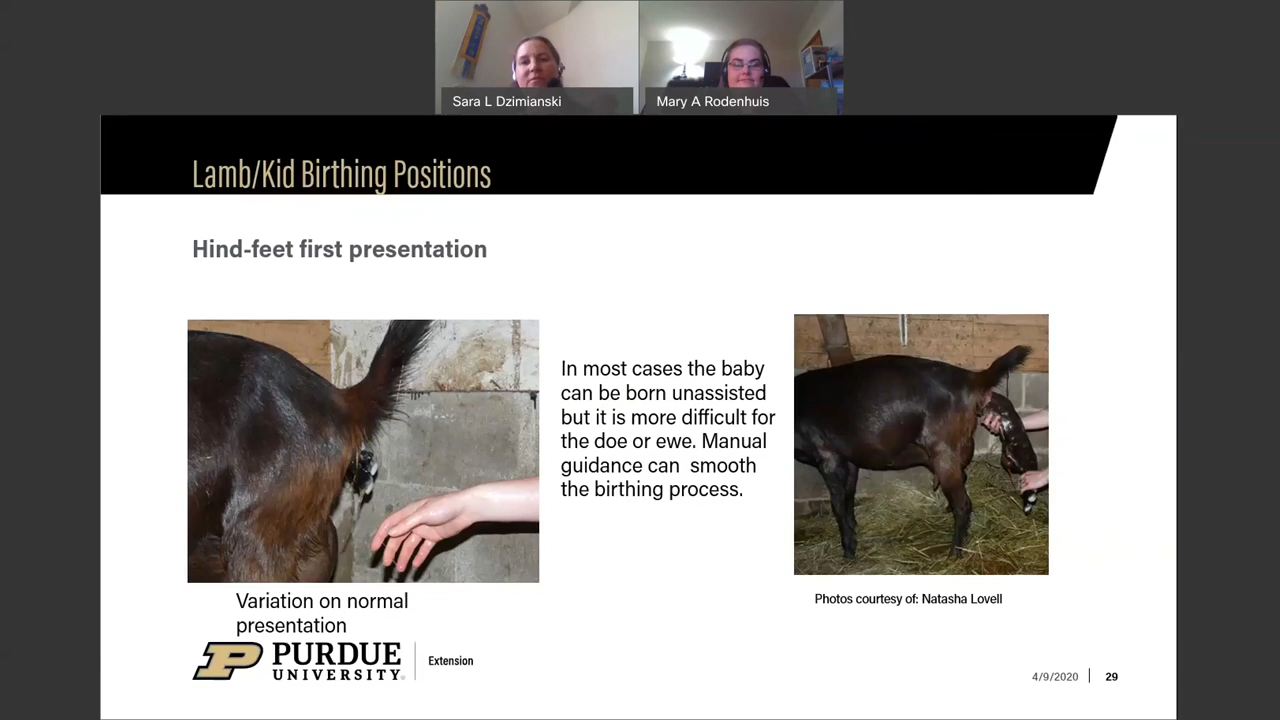 Sara L Dzimianski
Mary A Rodenhuis
Lamb/Kid Birthing Positions
Hind-feet first presentation
In most cases the baby
can be born unassisted
but it is more difficult for
the doe or ewe. Manual
guidance can smooth
the birthing process.
Variation on normal
presentation
Photos courtesy of: Natasha Lovell
P PURDUE
UNIVERSITY®
Extension
4/9/2020
29